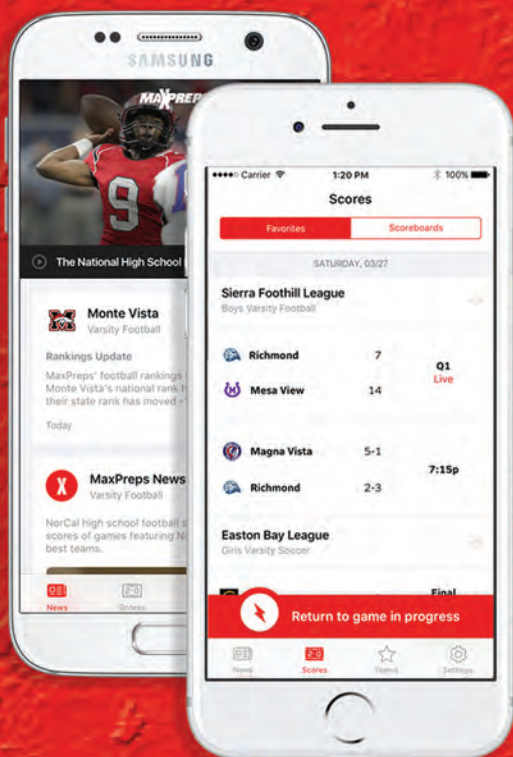 SAMSUNG
MAXPREP
9
The National High School
Monte Vista
Varsity Football
Rankings Update
MaxPreps' football rankings
Monte Vista's national rank h
their state rank has moved
Today
X
MaxPreps News
Varsity Football
NorCal high school football s
scores of games featuring N
best teams.
News
Scores
Carrier
1:20 PM
100%
Scores
Favorites
Scoreboards
SATURDAY, 03/27
Sierra Foothill League
Boys Varsity Football
Richmond
7
Q1
Live
Mesa View
14
Magna Vista
5-1
7:15p
Richmond
2-3
Easton Bay League
Girls Varsity Soccer
Final
Return to game in progress
News
Scores
Teams
Settings